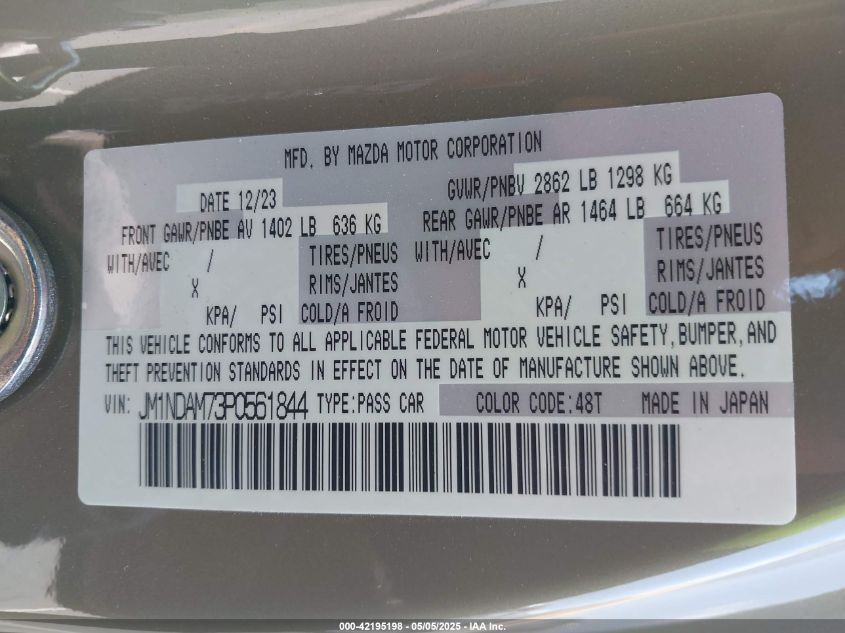 MFD. BY MAZDA MOTOR CORPORATION
DATE 12/23 GVWR/PNBV 2862 LB 1298 KG
FRONT GAWR/PNBE AV 1402 LB 636 KG REAR GAWR/PNBE AR 1464 LB 664 KG
WITH/AVEC / TIRES/PNEUS WITH/AVEC / TIRES/PNEUS
X RIMS/JANTES X RIMS/JANTES
KPA/ PSI COLD/A FROID KPA/ PSI COLD/A FROID
THIS VEHICLE CONFORMS TO ALL APPLICABLE FEDERAL MOTOR VEHICLE SAFETY, BUMPER, AND
THEFT PREVENTION STANDARDS IN EFFECT ON THE DATE OF MANUFACTURE SHOWN ABOVE.
VIN: JM1NDAM73P0561844 TYPE:PASS CAR COLOR CODE:48T MADE IN JAPAN
000-42195198 - 05/05/2025 - IAA Inc.